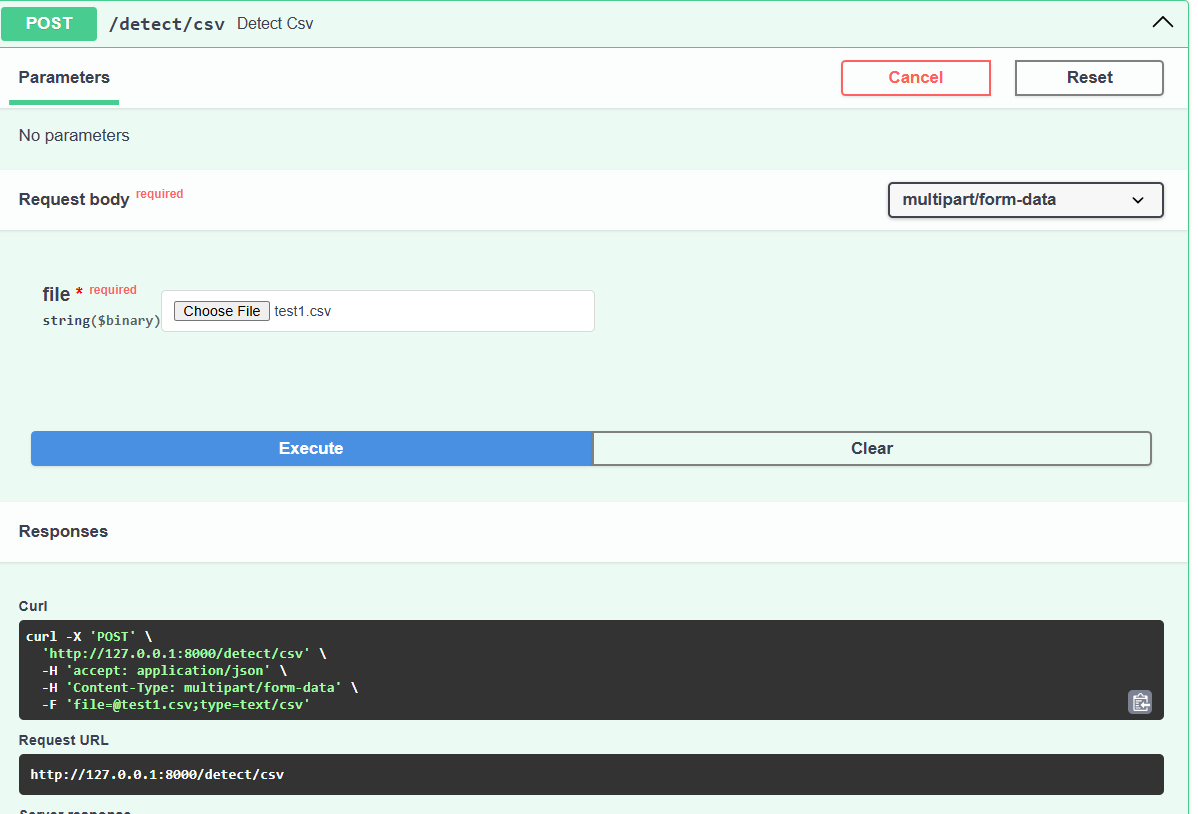 POST /detect/csv Detect Csv
Parameters Cancel Reset
No parameters
Request body required multipart/form-data
file * required
string($binary) Choose File test1.csv
Execute Clear
Responses
Curl
curl -X 'POST' \
'http://127.0.0.1:8000/detect/csv' \
-H 'accept: application/json' \
-H 'Content-Type: multipart/form-data' \
-F 'file=@test1.csv;type=text/csv'
Request URL
http://127.0.0.1:8000/detect/csv
Server response